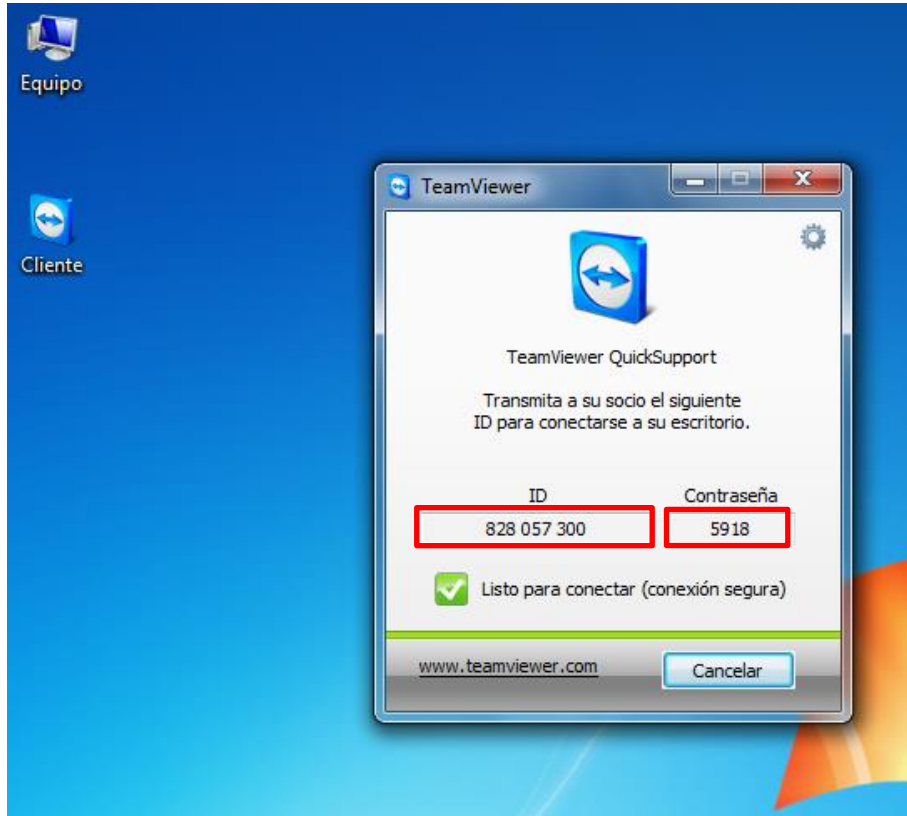 Equipo
Cliente
TeamViewer
TeamViewer QuickSupport
Transmita a su socio el siguiente
ID para conectarse a su escritorio.
ID Contraseña
828 057 300 5918
Listo para conectar (conexión segura)
www.teamviewer.com Cancelar